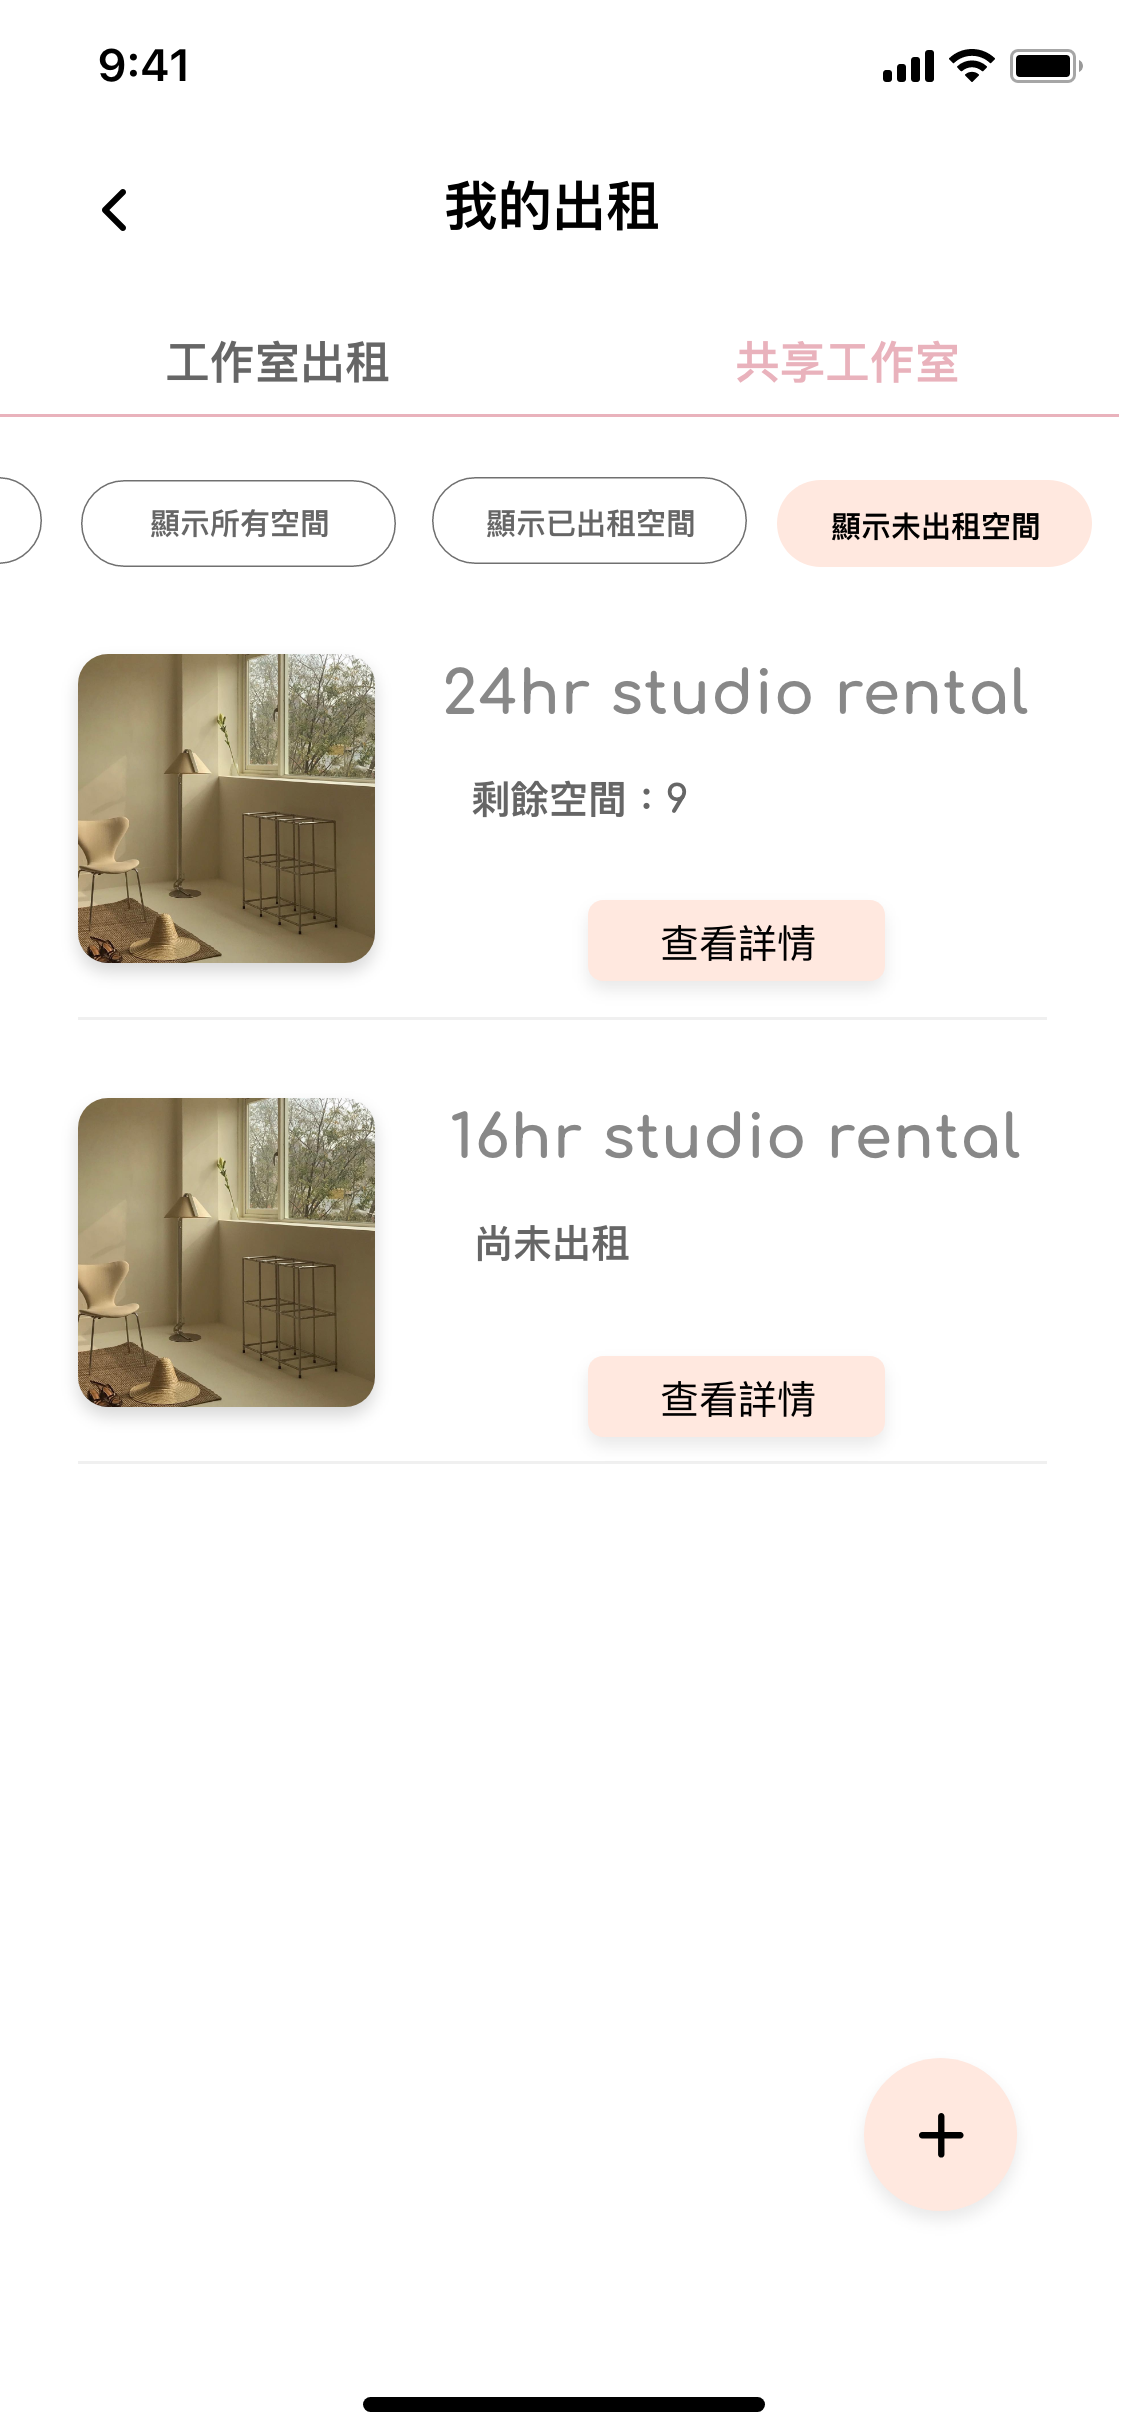 9:41
我的出租
工作室出租
共享工作室
顯示所有空間
顯示已出租空間
顯示未出租空間
24hr studio rental
剩餘空間：9
查看詳情
16hr studio rental
尚未出租
查看詳情